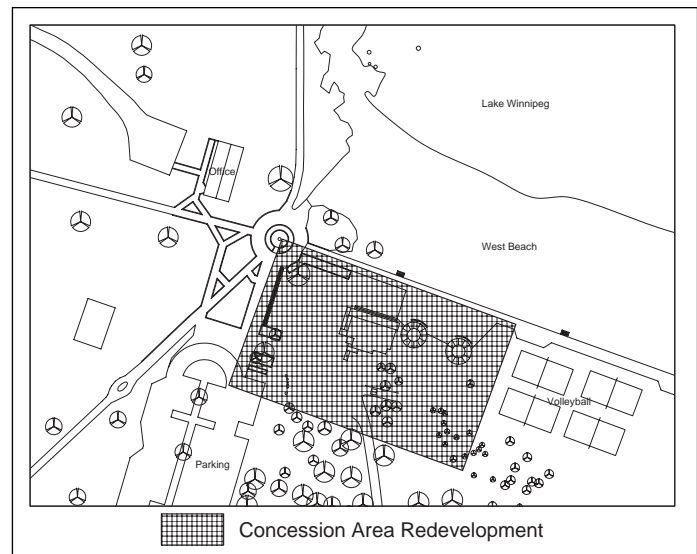 Lake Winnipeg
Office
West Beach
Volleyball
Parking
Concession Area Redevelopment